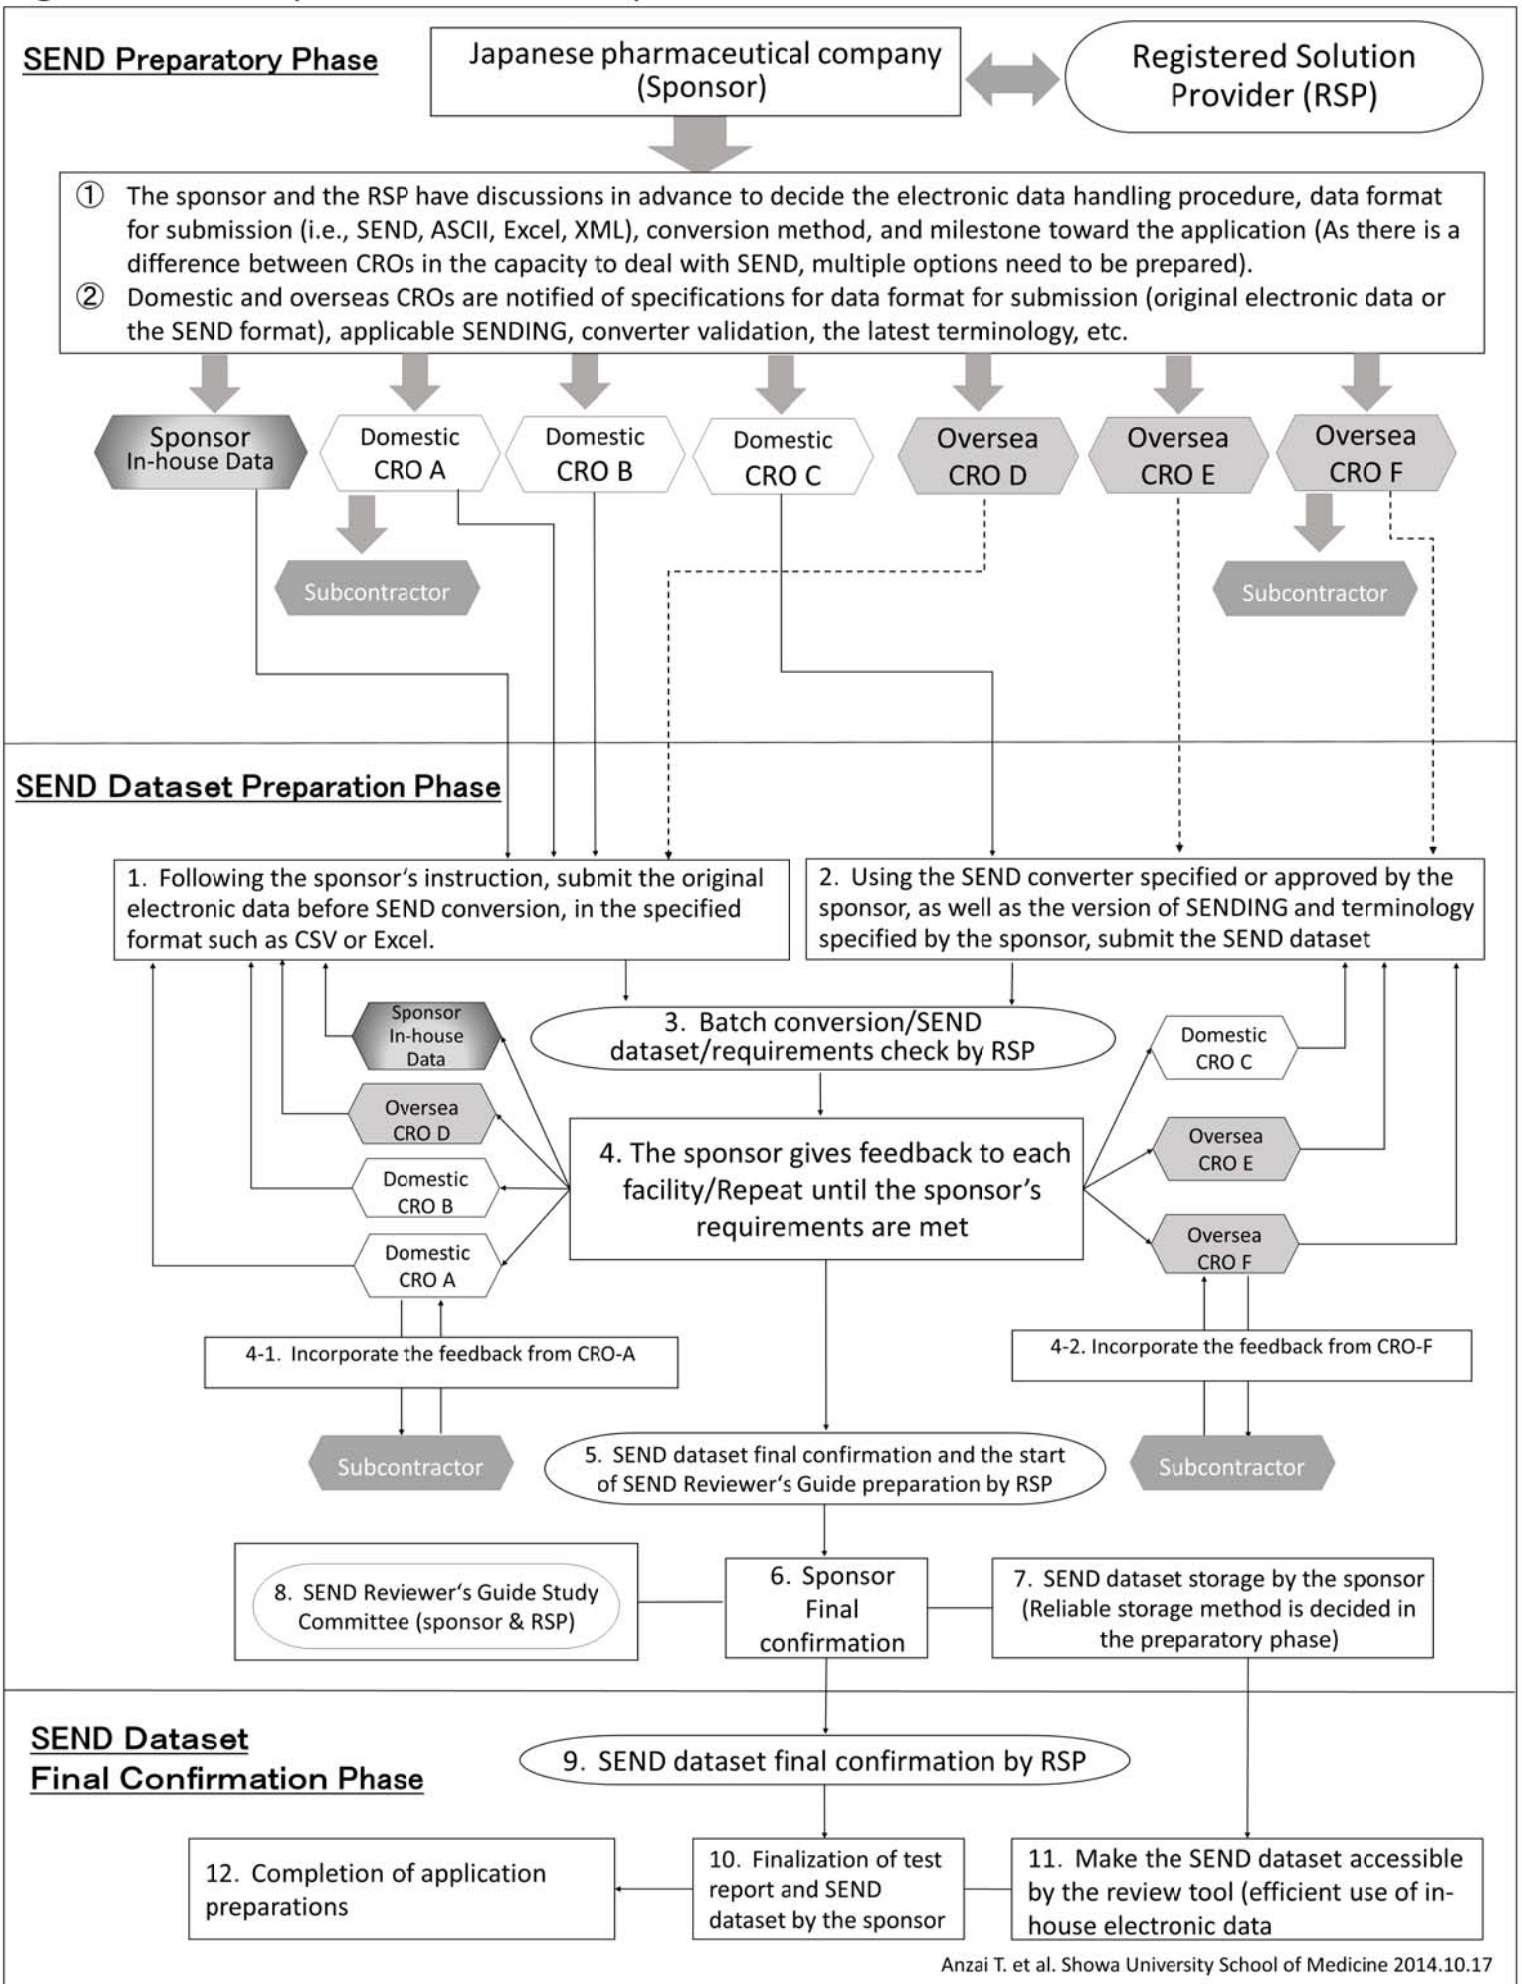 SEND Preparatory Phase
Japanese pharmaceutical company
(Sponsor)
Registered Solution
Provider (RSP)
① The sponsor and the RSP have discussions in advance to decide the electronic data handling procedure, data format
for submission (i.e., SEND, ASCII, Excel, XML), conversion method, and milestone toward the application (As there is a
difference between CROs in the capacity to deal with SEND, multiple options need to be prepared).
② Domestic and overseas CROs are notified of specifications for data format for submission (original electronic data or
the SEND format), applicable SENDING, converter validation, the latest terminology, etc.
Sponsor
In-house Data
Domestic
CRO A
Domestic
CRO B
Domestic
CRO C
Oversea
CRO D
Oversea
CRO E
Oversea
CRO F
Subcontractor
Subcontractor
SEND Dataset Preparation Phase
1. Following the sponsor's instruction, submit the original
electronic data before SEND conversion, in the specified
format such as CSV or Excel.
2. Using the SEND converter specified or approved by the
sponsor, as well as the version of SENDING and terminology
specified by the sponsor, submit the SEND dataset
3. Batch conversion/SEND
dataset/requirements check by RSP
Sponsor
In-house
Data
Oversea
CRO D
Domestic
CRO B
Domestic
CRO A
4. The sponsor gives feedback to each
facility/Repeat until the sponsor's
requirements are met
Domestic
CRO C
Oversea
CRO E
Oversea
CRO F
4-1. Incorporate the feedback from CRO-A
4-2. Incorporate the feedback from CRO-F
Subcontractor
Subcontractor
5. SEND dataset final confirmation and the start
of SEND Reviewer's Guide preparation by RSP
8. SEND Reviewer's Guide Study
Committee (sponsor & RSP)
6. Sponsor
Final
confirmation
7. SEND dataset storage by the sponsor
(Reliable storage method is decided in
the preparatory phase)
SEND Dataset
Final Confirmation Phase
9. SEND dataset final confirmation by RSP
12. Completion of application
preparations
10. Finalization of test
report and SEND
dataset by the sponsor
11. Make the SEND dataset accessible
by the review tool (efficient use of in-
house electronic data
Anzai T. et al. Showa University School of Medicine 2014.10.17